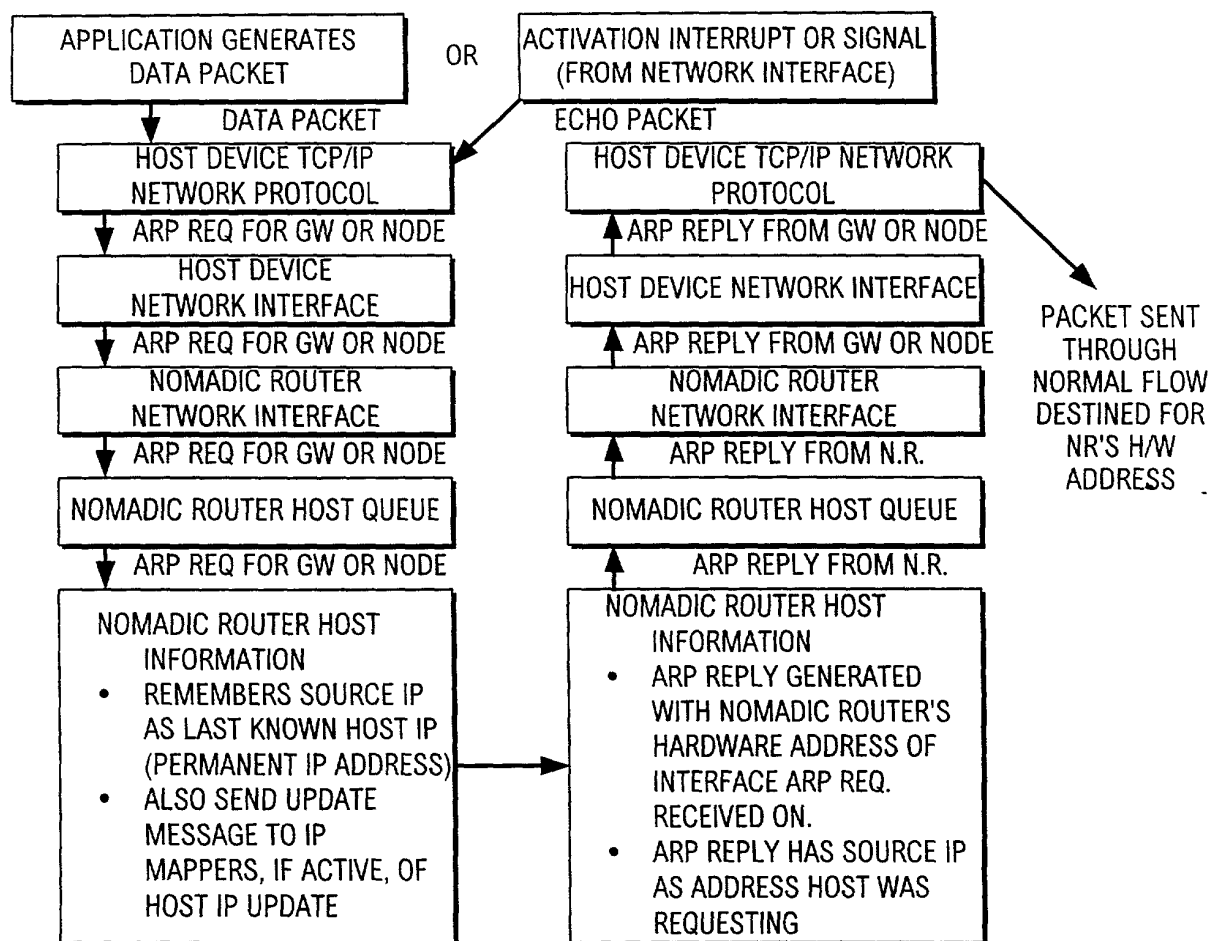 APPLICATION GENERATES
DATA PACKET
OR
ACTIVATION INTERRUPT OR SIGNAL
(FROM NETWORK INTERFACE)
DATA PACKET
ECHO PACKET
HOST DEVICE TCP/IP
NETWORK PROTOCOL
ARP REQ FOR GW OR NODE
HOST DEVICE
NETWORK INTERFACE
ARP REQ FOR GW OR NODE
NOMADIC ROUTER
NETWORK INTERFACE
ARP REQ FOR GW OR NODE
NOMADIC ROUTER HOST QUEUE
ARP REQ FOR GW OR NODE
NOMADIC ROUTER HOST
INFORMATION
• REMEMBERS SOURCE IP
AS LAST KNOWN HOST IP
(PERMANENT IP ADDRESS)
• ALSO SEND UPDATE
MESSAGE TO IP
MAPPERS, IF ACTIVE, OF
HOST IP UPDATE
HOST DEVICE TCP/IP NETWORK
PROTOCOL
ARP REPLY FROM GW OR NODE
HOST DEVICE NETWORK INTERFACE
ARP REPLY FROM GW OR NODE
NOMADIC ROUTER
NETWORK INTERFACE
ARP REPLY FROM N.R.
NOMADIC ROUTER HOST QUEUE
ARP REPLY FROM N.R.
NOMADIC ROUTER HOST
INFORMATION
• ARP REPLY GENERATED
WITH NOMADIC ROUTER'S
HARDWARE ADDRESS OF
INTERFACE ARP REQ.
RECEIVED ON.
• ARP REPLY HAS SOURCE IP
AS ADDRESS HOST WAS
REQUESTING
PACKET SENT
THROUGH
NORMAL FLOW
DESTINED FOR
NR'S H/W
ADDRESS